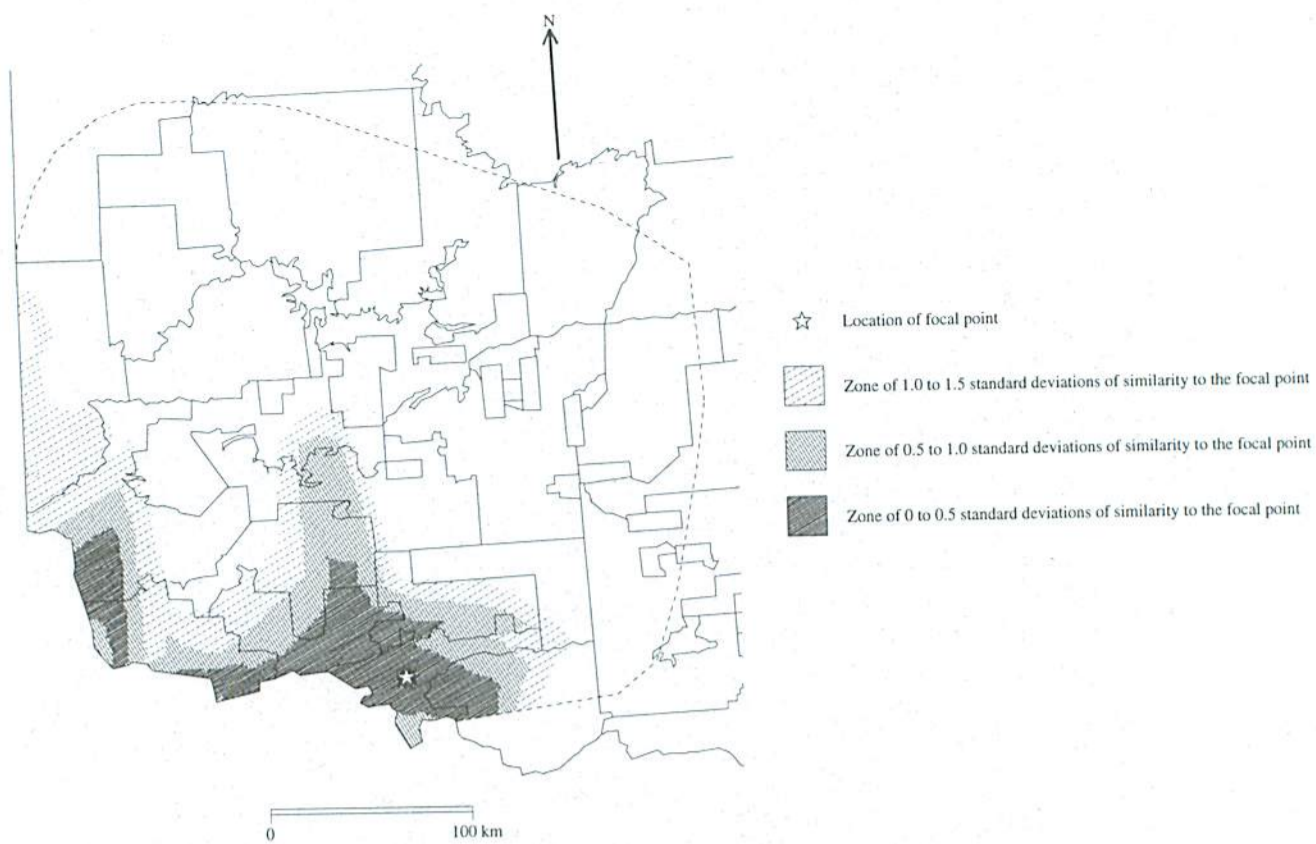 N
Location of focal point
Zone of 1.0 to 1.5 standard deviations of similarity to the focal point
Zone of 0.5 to 1.0 standard deviations of similarity to the focal point
Zone of 0 to 0.5 standard deviations of similarity to the focal point
0
100 km